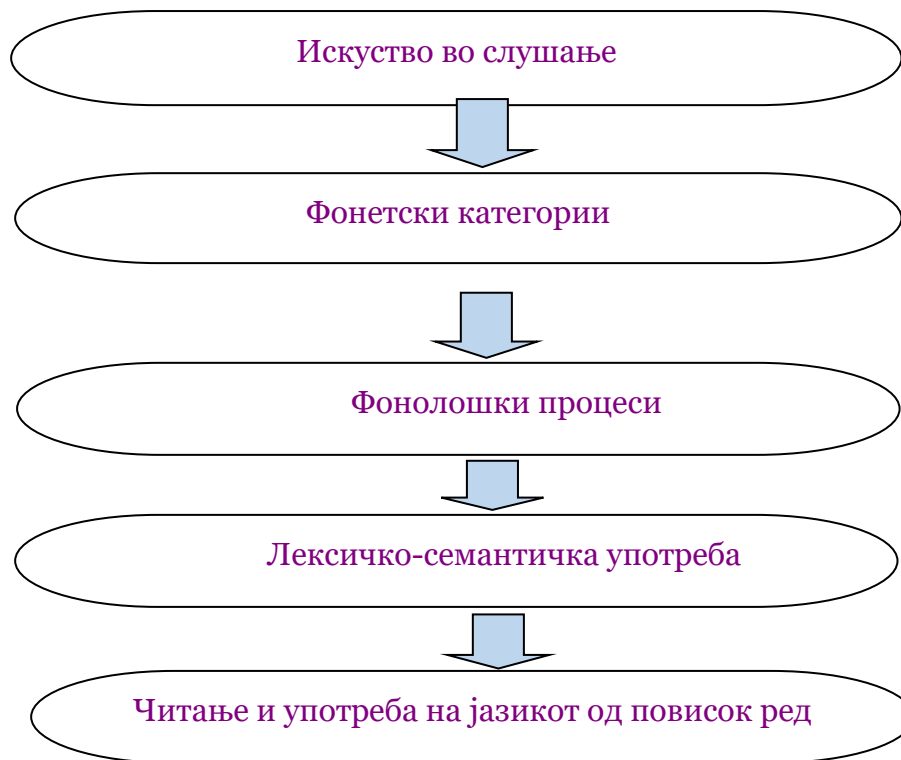 Искуство во слушање
Фонетски категории
Фонолошки процеси
Лексичко-семантичка употреба
Читање и употреба на јазикот од повисок ред